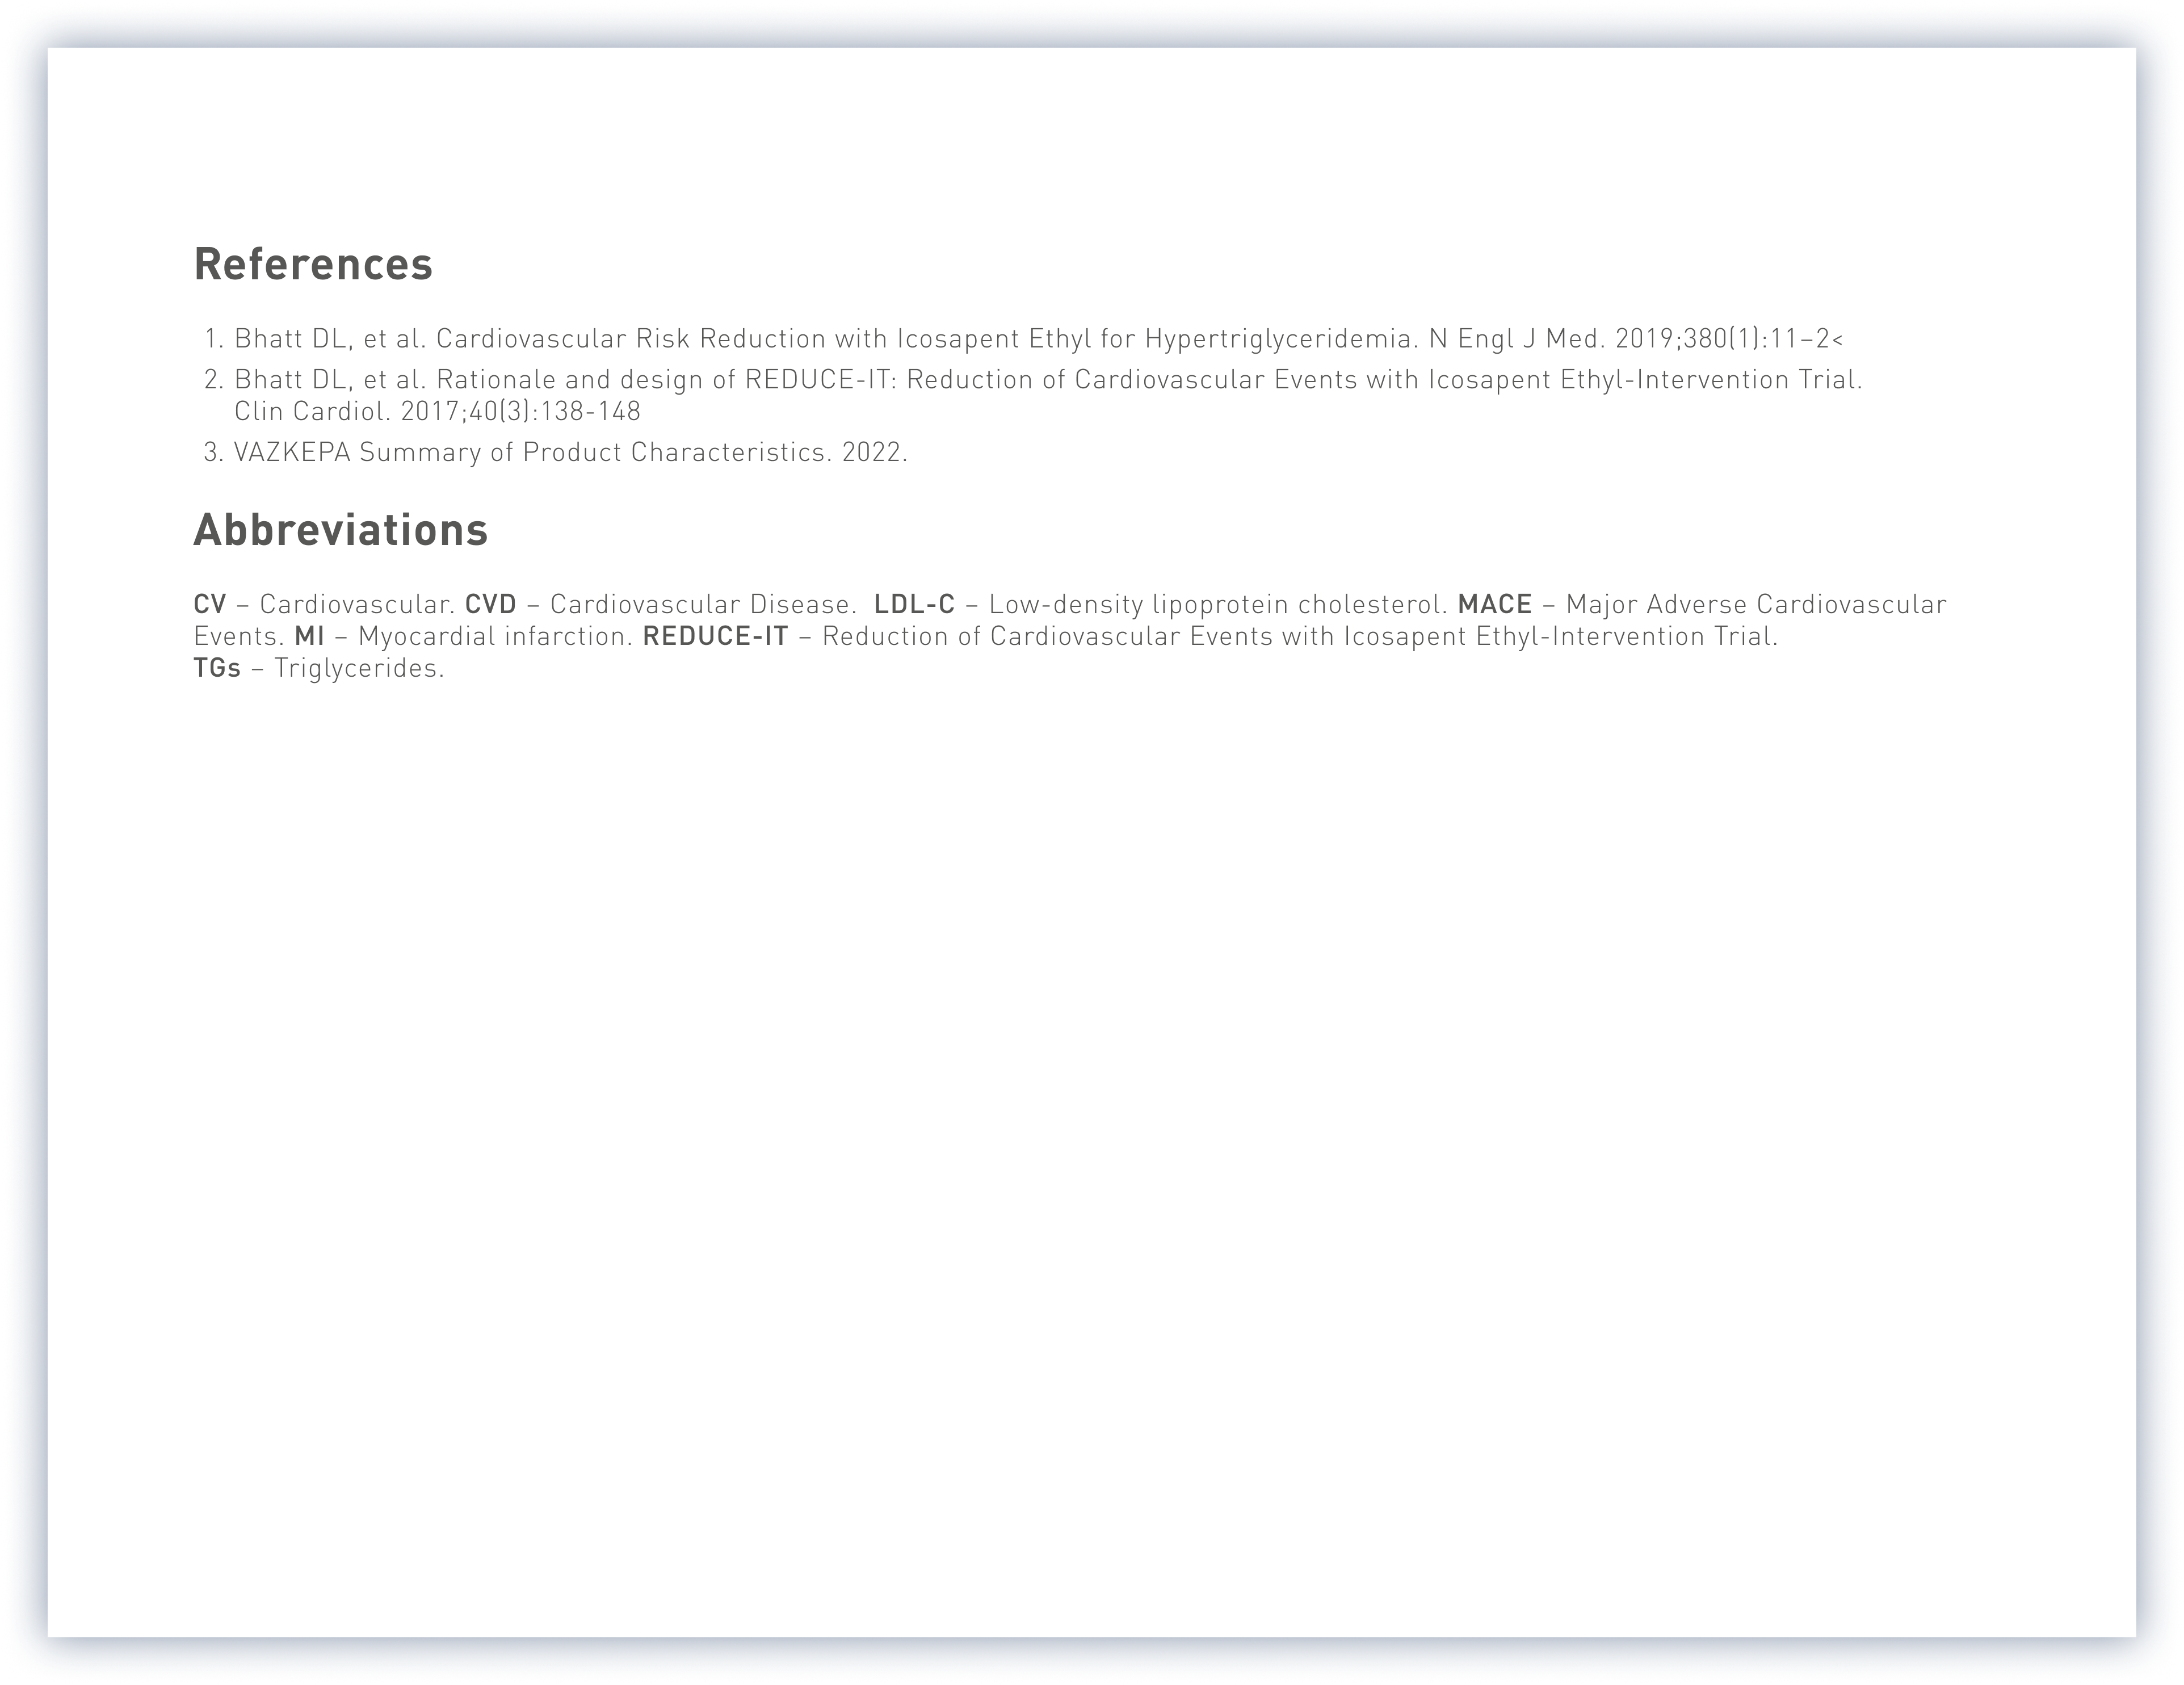 References
1. Bhatt DL, et al. Cardiovascular Risk Reduction with Icosapent Ethyl for Hypertriglyceridemia. N Engl J Med. 2019;380(1):11–2<
2. Bhatt DL, et al. Rationale and design of REDUCE-IT: Reduction of Cardiovascular Events with Icosapent Ethyl-Intervention Trial.
Clin Cardiol. 2017;40(3):138-148
3. VAZKEPA Summary of Product Characteristics. 2022.
Abbreviations
CV – Cardiovascular. CVD – Cardiovascular Disease. LDL-C – Low-density lipoprotein cholesterol. MACE – Major Adverse Cardiovascular
Events. MI – Myocardial infarction. REDUCE-IT – Reduction of Cardiovascular Events with Icosapent Ethyl-Intervention Trial.
TGs – Triglycerides.